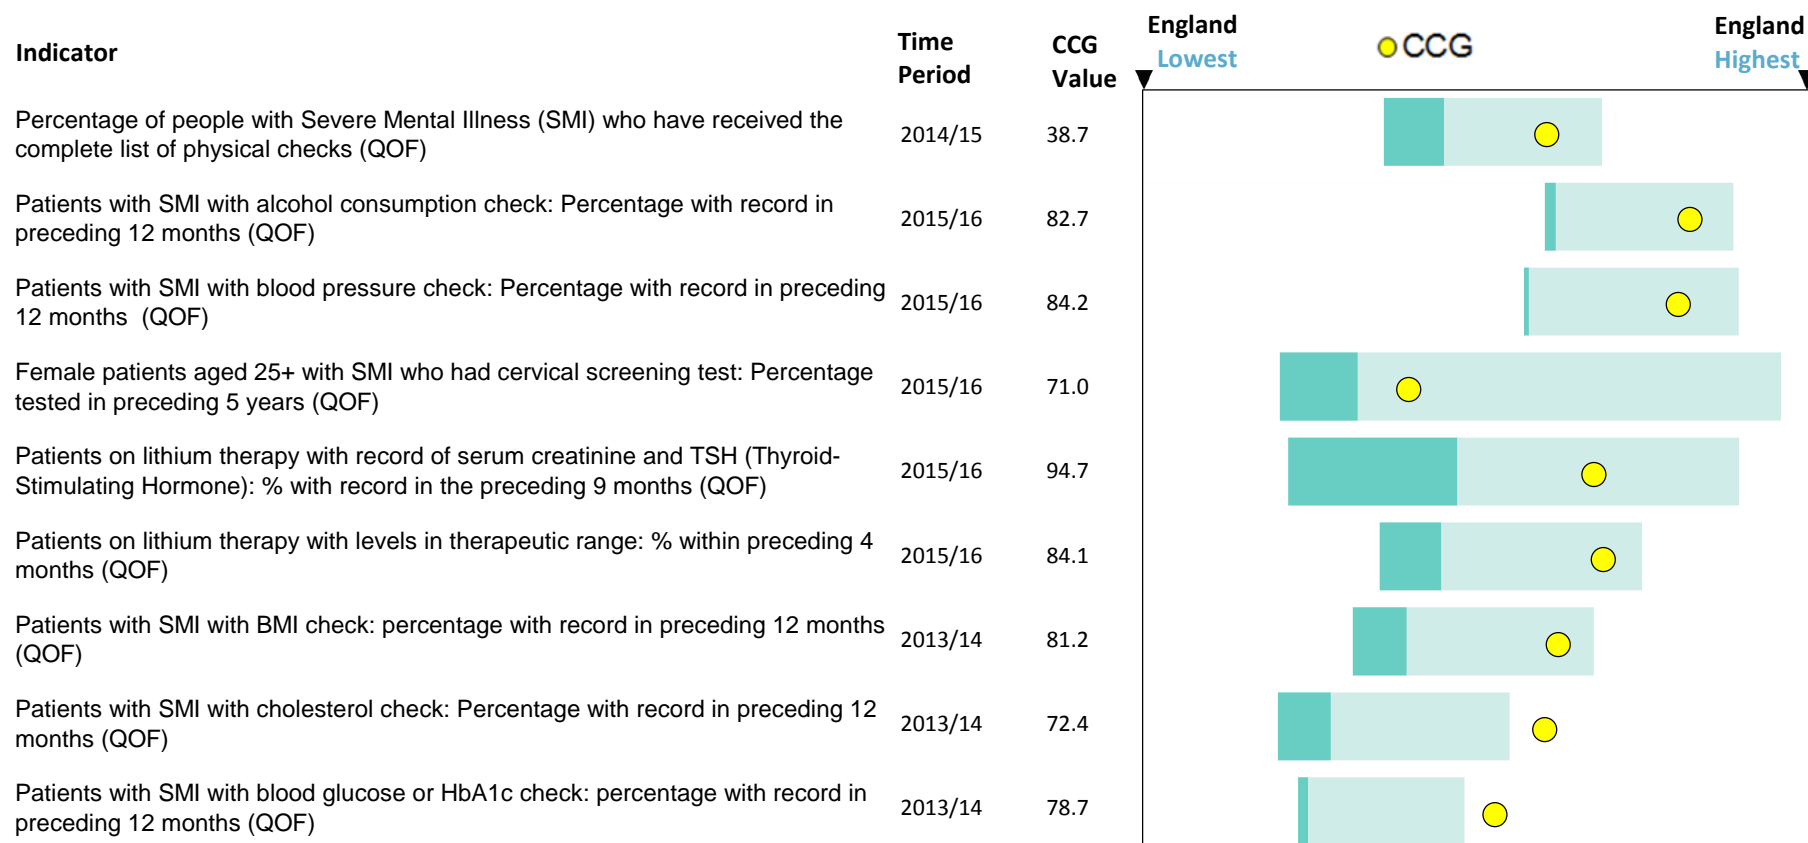 Indicator
Time Period
CCG Value
England Lowest
CCG
England Highest
Percentage of people with Severe Mental Illness (SMI) who have received the
complete list of physical checks (QOF)
2014/15
38.7
Patients with SMI with alcohol consumption check: Percentage with record in
preceding 12 months (QOF)
2015/16
82.7
Patients with SMI with blood pressure check: Percentage with record in preceding
12 months  (QOF)
2015/16
84.2
Female patients aged 25+ with SMI who had cervical screening test: Percentage
tested in preceding 5 years (QOF)
2015/16
71.0
Patients on lithium therapy with record of serum creatinine and TSH (Thyroid-
Stimulating Hormone): % with record in the preceding 9 months (QOF)
2015/16
94.7
Patients on lithium therapy with levels in therapeutic range: % within preceding 4
months (QOF)
2015/16
84.1
Patients with SMI with BMI check: percentage with record in preceding 12 months
(QOF)
2013/14
81.2
Patients with SMI with cholesterol check: Percentage with record in preceding 12
months (QOF)
2013/14
72.4
Patients with SMI with blood glucose or HbA1c check: percentage with record in
preceding 12 months (QOF)
2013/14
78.7